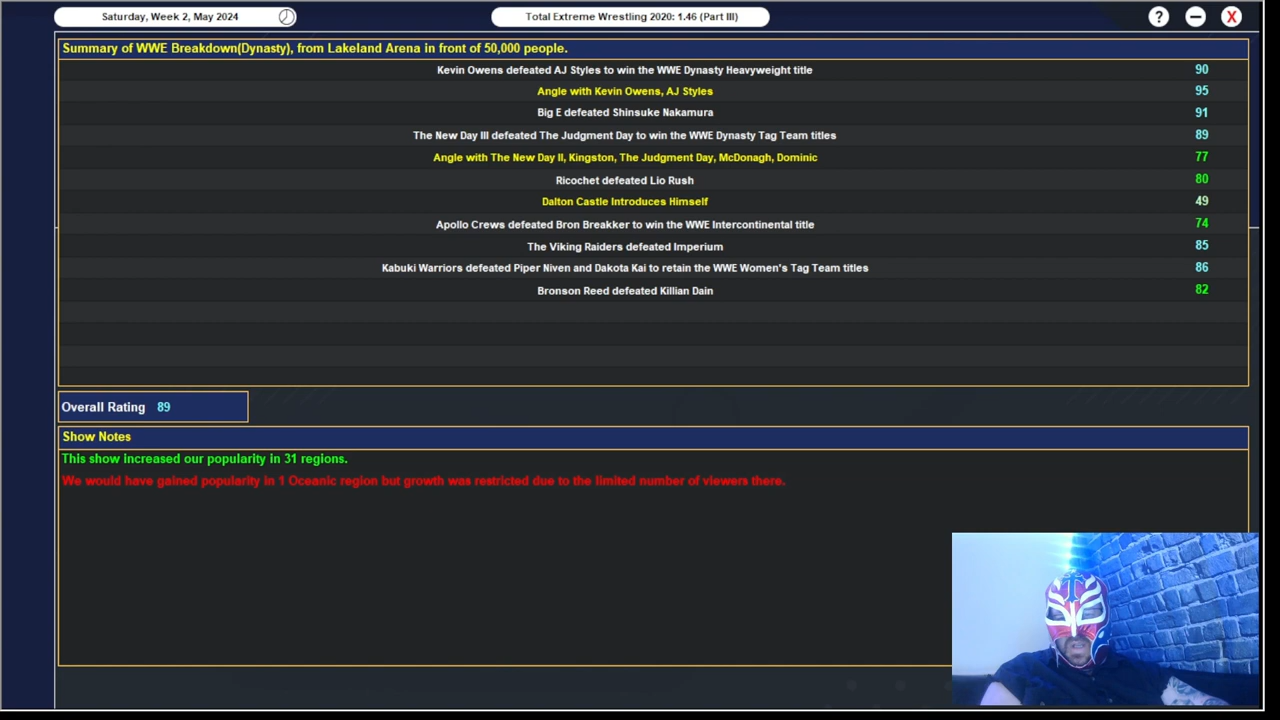 Saturday, Week 2, May 2024
Total Extreme Wrestling 2020: 1.46 (Part III)
? X
Summary of WWE Breakdown(Dynasty), from Lakeland Arena in front of 50,000 people.
Kevin Owens defeated AJ Styles to win the WWE Dynasty Heavyweight title 90
Angle with Kevin Owens, AJ Styles 95
Big E defeated Shinsuke Nakamura 91
The New Day III defeated The Judgment Day to win the WWE Dynasty Tag Team titles 89
Angle with The New Day II, Kingston, The Judgment Day, McDonagh, Dominic 77
Ricochet defeated Lio Rush 80
Dalton Castle Introduces Himself 49
Apollo Crews defeated Bron Breakker to win the WWE Intercontinental title 74
The Viking Raiders defeated Imperium 85
Kabuki Warriors defeated Piper Niven and Dakota Kai to retain the WWE Women's Tag Team titles 86
Bronson Reed defeated Killian Dain 82
Overall Rating 89
Show Notes
This show increased our popularity in 31 regions.
We would have gained popularity in 1 Oceanic region but growth was restricted due to the limited number of viewers there.